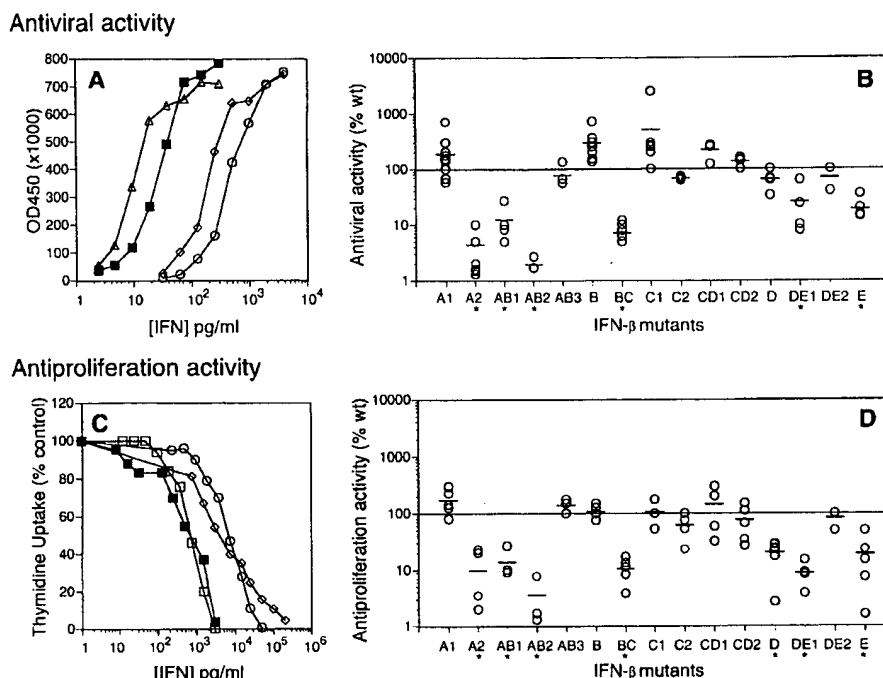 Antiviral activity
A
OD450 (x1000)
800
700
600
500
400
300
200
100
0
10⁰ 10¹ 10² 10³ 10⁴
[IFN] pg/ml
B
Antiviral activity (% wt)
10000
1000
100
10
1
A1 A2 AB1 AB2 AB3 B BC C1 C2 CD1 CD2 D DE1 DE2 E
* * * * * *
IFN-β mutants
Antiproliferation activity
C
Thymidine Uptake (% control)
120
100
80
60
40
20
0
1 10¹ 10² 10³ 10⁴ 10⁵ 10⁶
[IFN] pg/ml
D
Antiproliferation activity (% wt)
10000
1000
100
10
1
A1 A2 AB1 AB2 AB3 B BC C1 C2 CD1 CD2 D DE1 DE2 E
* * * * * * *
IFN-β mutants